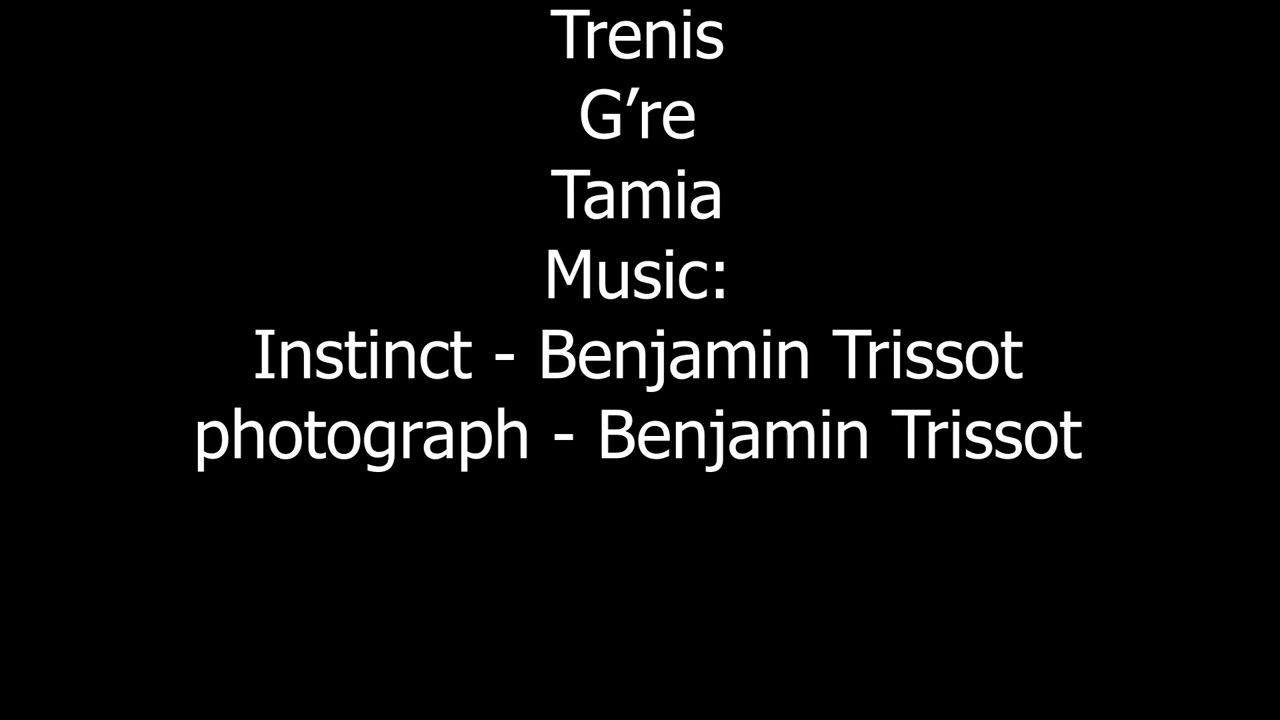 Trenis
G’re
Tamia
Music:
Instinct - Benjamin Trissot
photograph - Benjamin Trissot